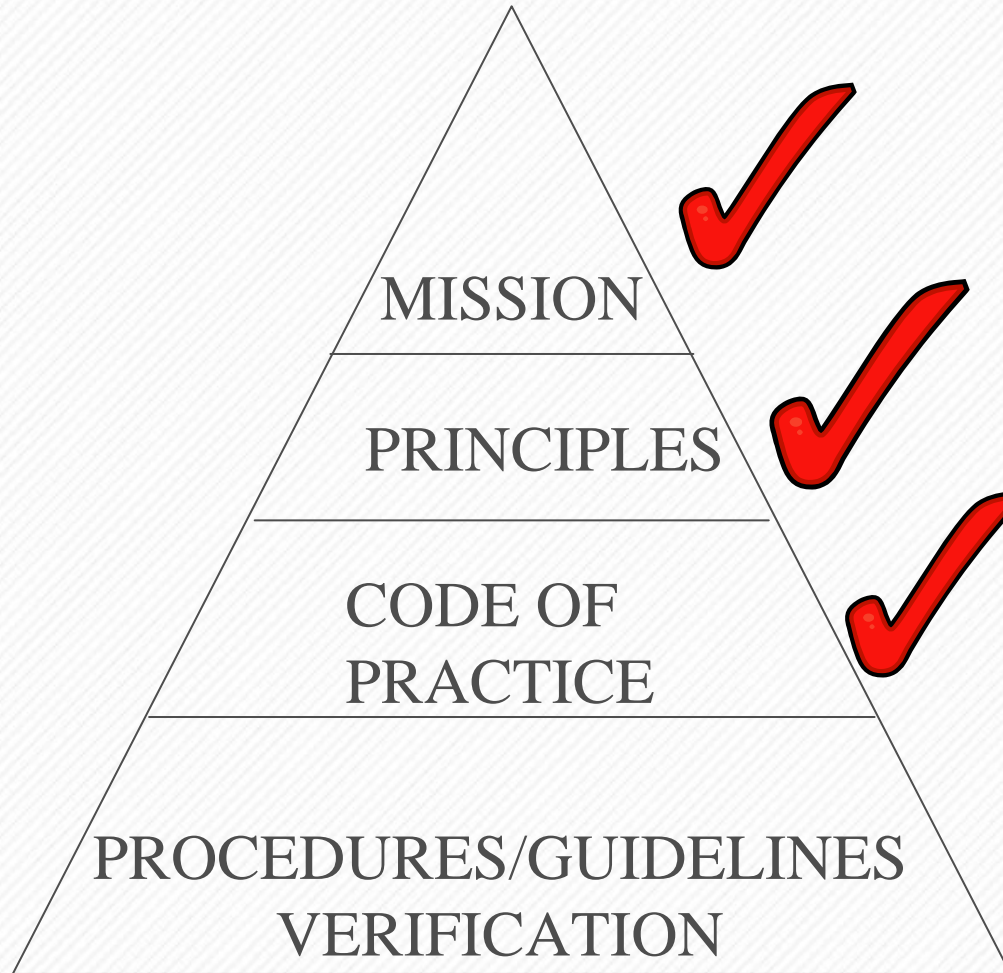 MISSION
PRINCIPLES
CODE OF
PRACTICE
PROCEDURES/GUIDELINES
VERIFICATION